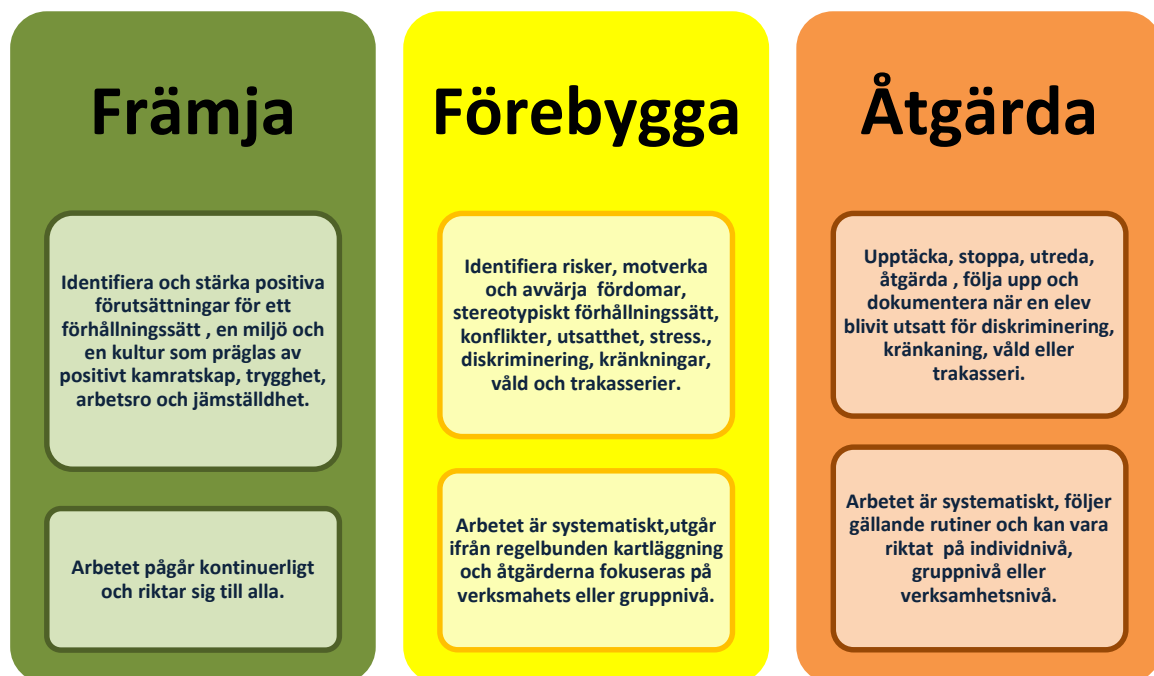 Främja
Identifiera och stärka positiva
förutsättningar för ett
förhållningssätt , en miljö och
en kultur som präglas av
positivt kamratskap, trygghet,
arbetsro och jämställdhet.
Arbetet pågår kontinuerligt
och riktar sig till alla.
Förebygga
Identifiera risker, motverka
och avvärja  fördomar,
stereotypiskt förhållningssätt,
konflikter, utsatthet, stress.,
diskriminering, kränkningar,
våld och trakasserier.
Arbetet är systematiskt,utgår
ifrån regelbunden kartläggning
och åtgärderna fokuseras på
verksmahets eller gruppnivå.
Åtgärda
Upptäcka, stoppa, utreda,
åtgärda , följa upp och
dokumentera när en elev
blivit utsatt för diskriminering,
kränkaning, våld eller
trakasseri.
Arbetet är systematiskt, följer
gällande rutiner och kan vara
riktat  på individnivå,
gruppnivå eller
verksamhetsnivå.